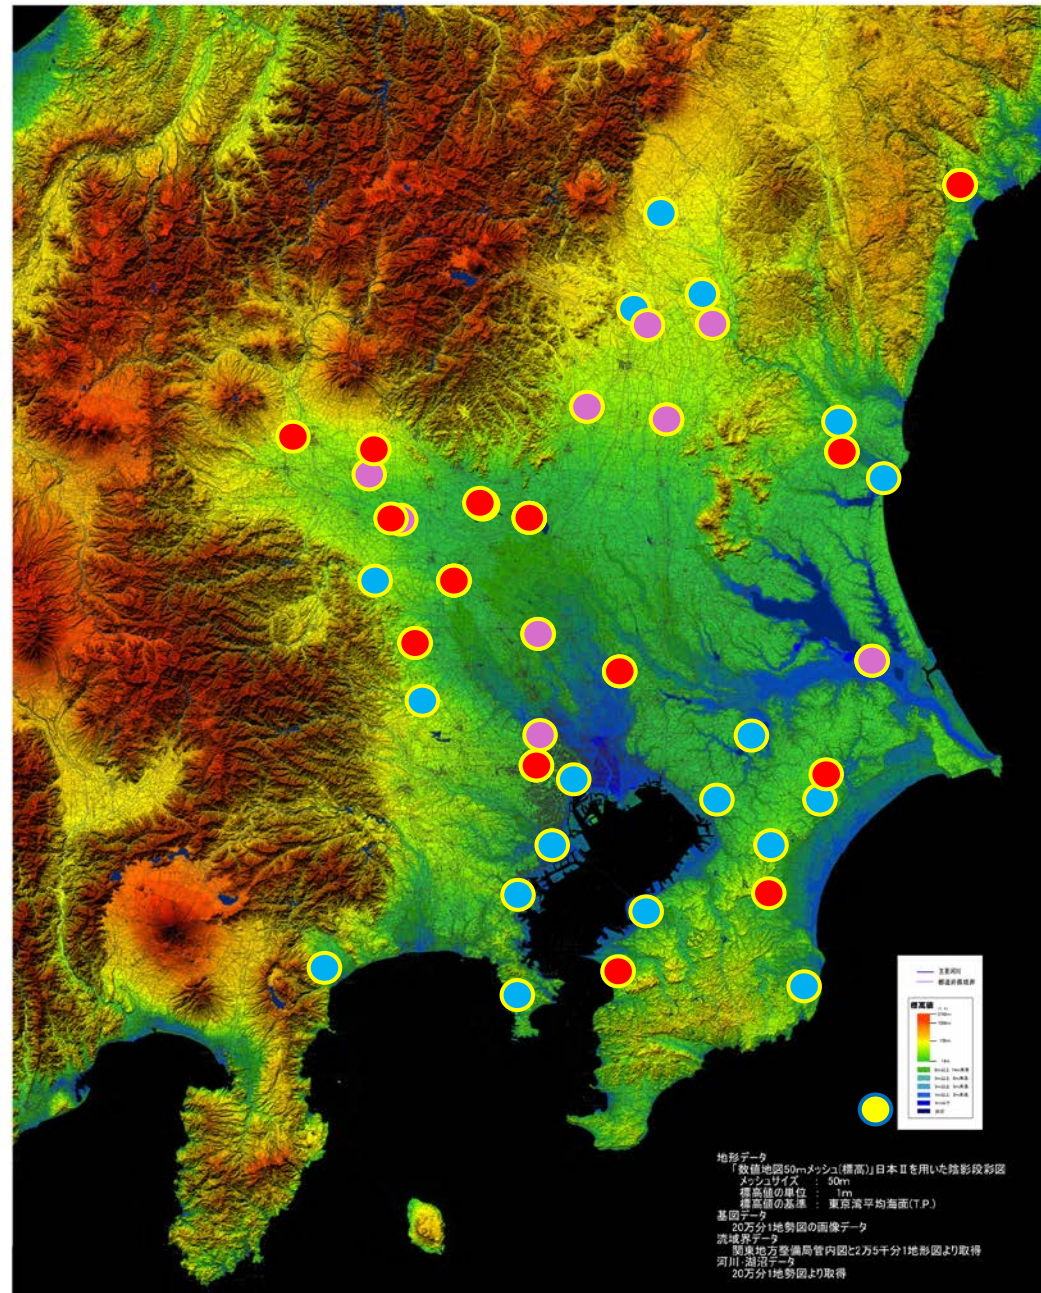 主要河川
都道府県境界
標高値
地形データ
「数値地図50mメッシュ(標高)」日本Ⅱを用いた陰影段彩図
メッシュサイズ : 50m
標高値の単位 : 1m
標高値の基準 : 東京湾平均海面(T.P.)
基図データ
20万分1地勢図の画像データ
流域界データ
関東地方整備局管内図と2万5千分1地形図より取得
河川・湖沼データ
20万分1地勢図より取得